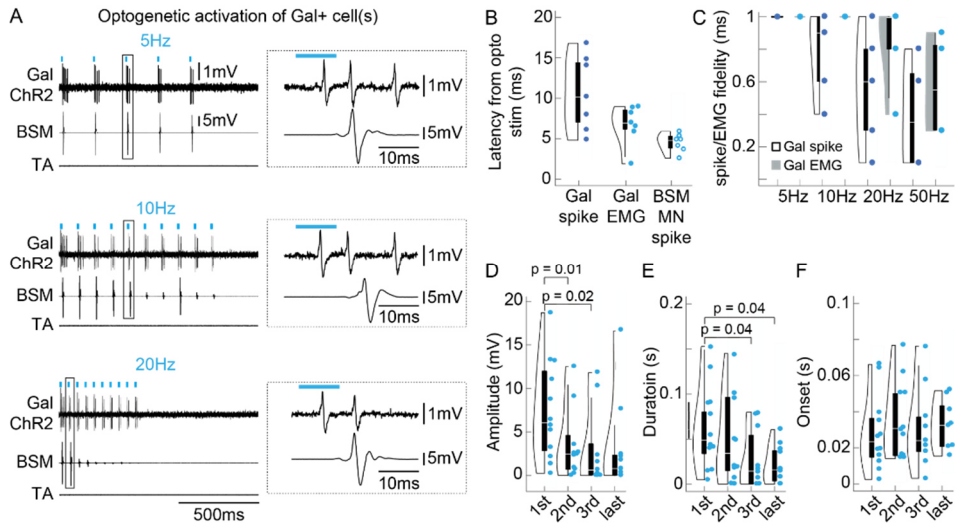 A
Optogenetic activation of Gal+ cell(s)
5Hz
Gal
ChR2
1mV
5mV
BSM
TA
1mV
5mV
10ms
10Hz
Gal
ChR2
BSM
TA
1mV
5mV
10ms
20Hz
Gal
ChR2
BSM
TA
500ms
1mV
5mV
10ms
B
Latency from opto
stim (ms)
20
15
10
5
0
Gal
spike
Gal
EMG
BSM
MN
spike
C
spike/EMG fidelity (ms)
1
0.6
0.2
1
Gal spike
Gal EMG
5Hz
10Hz
20Hz
50Hz
D
p = 0.01
p = 0.02
Amplitude (mV)
20
15
10
5
0
1st
2nd
3rd
last
E
p = 0.04
p = 0.04
Duratoin (s)
0.2
0.1
0
1st
2nd
3rd
last
F
Onset (s)
0.1
0.06
0.02
0
1st
2nd
3rd
last